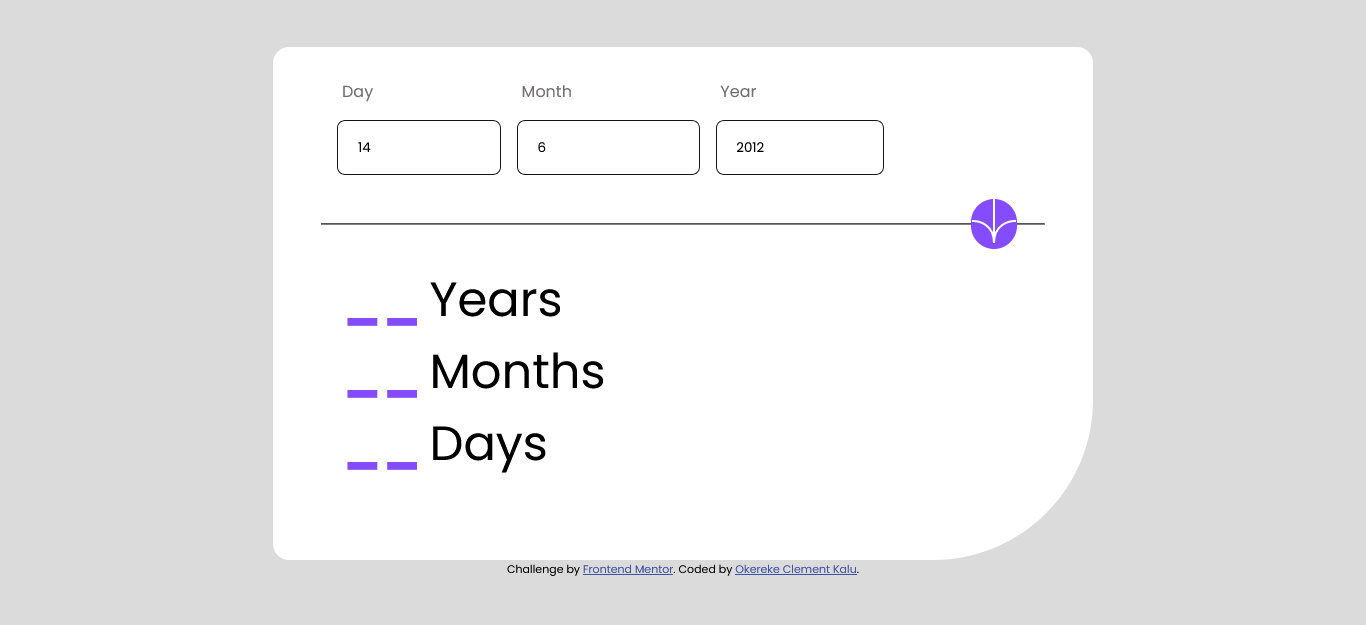 Day Month Year
14 6 2012
_ _ Years
_ _ Months
_ _ Days
Challenge by Frontend Mentor. Coded by Okereke Clement Kalu.